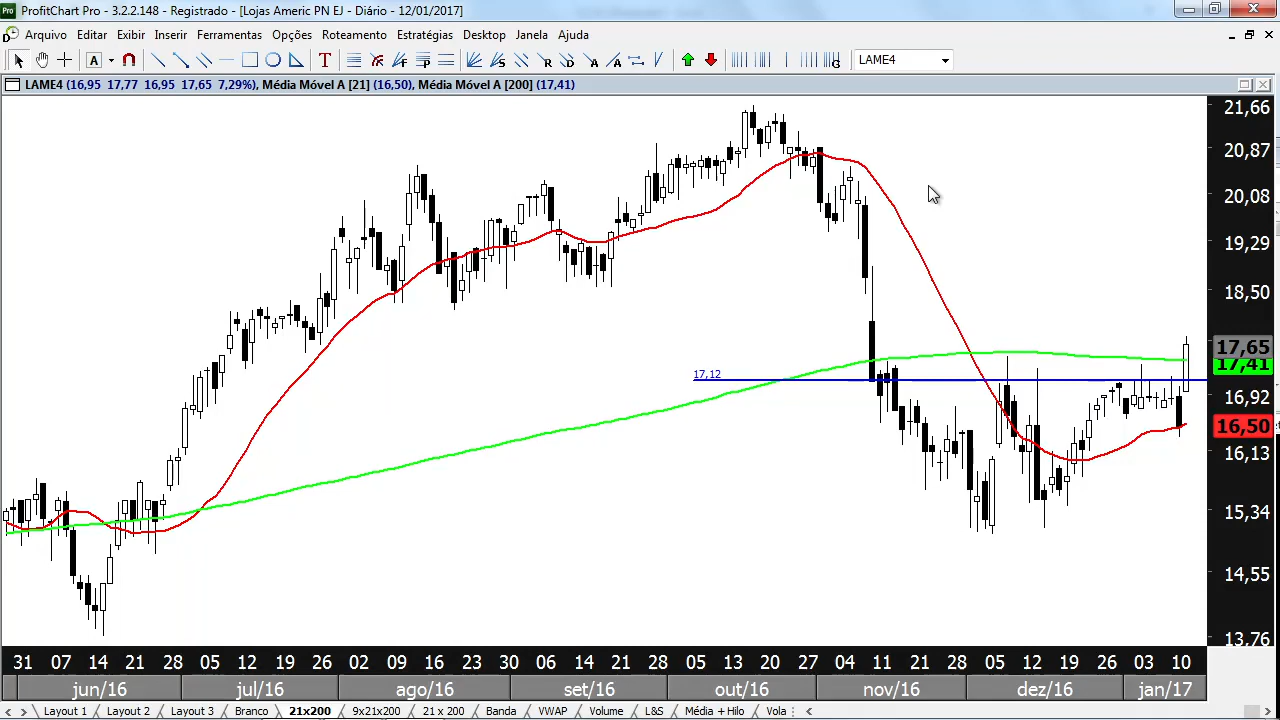 ProfitChart Pro - 3.2.2.148 - Registrado - [Lojas Americ PN EJ - Diário - 12/01/2017]
Arquivo Editar Exibir Inserir Ferramentas Opções Roteamento Estratégias Desktop Janela Ajuda
LAME4
LAME4 (16,95 17,77 16,95 17,65 7,29%), Média Móvel A [21] (16,50), Média Móvel A [200] (17,41)
21,66
20,87
20,08
19,29
18,50
17,65
17,41
17,12
16,92
16,50
16,13
15,34
14,55
13,76
31 07 14 21 28 05 12 19 26 02 09 16 23 30 06 14 21 28 05 13 20 27 04 11 21 28 05 12 19 26 03 10
jun/16 jul/16 ago/16 set/16 out/16 nov/16 dez/16 jan/17
Layout 1 Layout 2 Layout 3 Branco 21x200 9x21x200 21 x 200 Banda VWAP Volume L&S Média + Hilo Vola